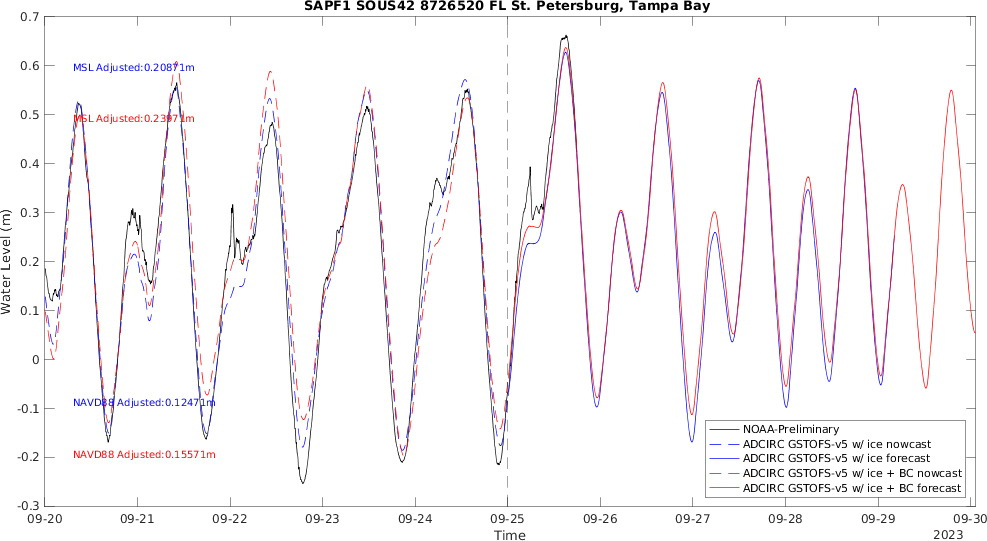 SAPF1 SOUS42 8726520 FL St. Petersburg, Tampa Bay
0.7
0.6
0.5
0.4
0.3
0.2
0.1
0
-0.1
-0.2
-0.3
Water Level (m)
MSL Adjusted:0.20871m
MSL Adjusted:0.23971m
NAVD88 Adjusted:0.12471m
NAVD88 Adjusted:0.15571m
NOAA-Preliminary
ADCIRC GSTOFS-v5 w/ ice nowcast
ADCIRC GSTOFS-v5 w/ ice forecast
ADCIRC GSTOFS-v5 w/ ice + BC nowcast
ADCIRC GSTOFS-v5 w/ ice + BC forecast
09-20 09-21 09-22 09-23 09-24 09-25 09-26 09-27 09-28 09-29 09-30
Time
2023